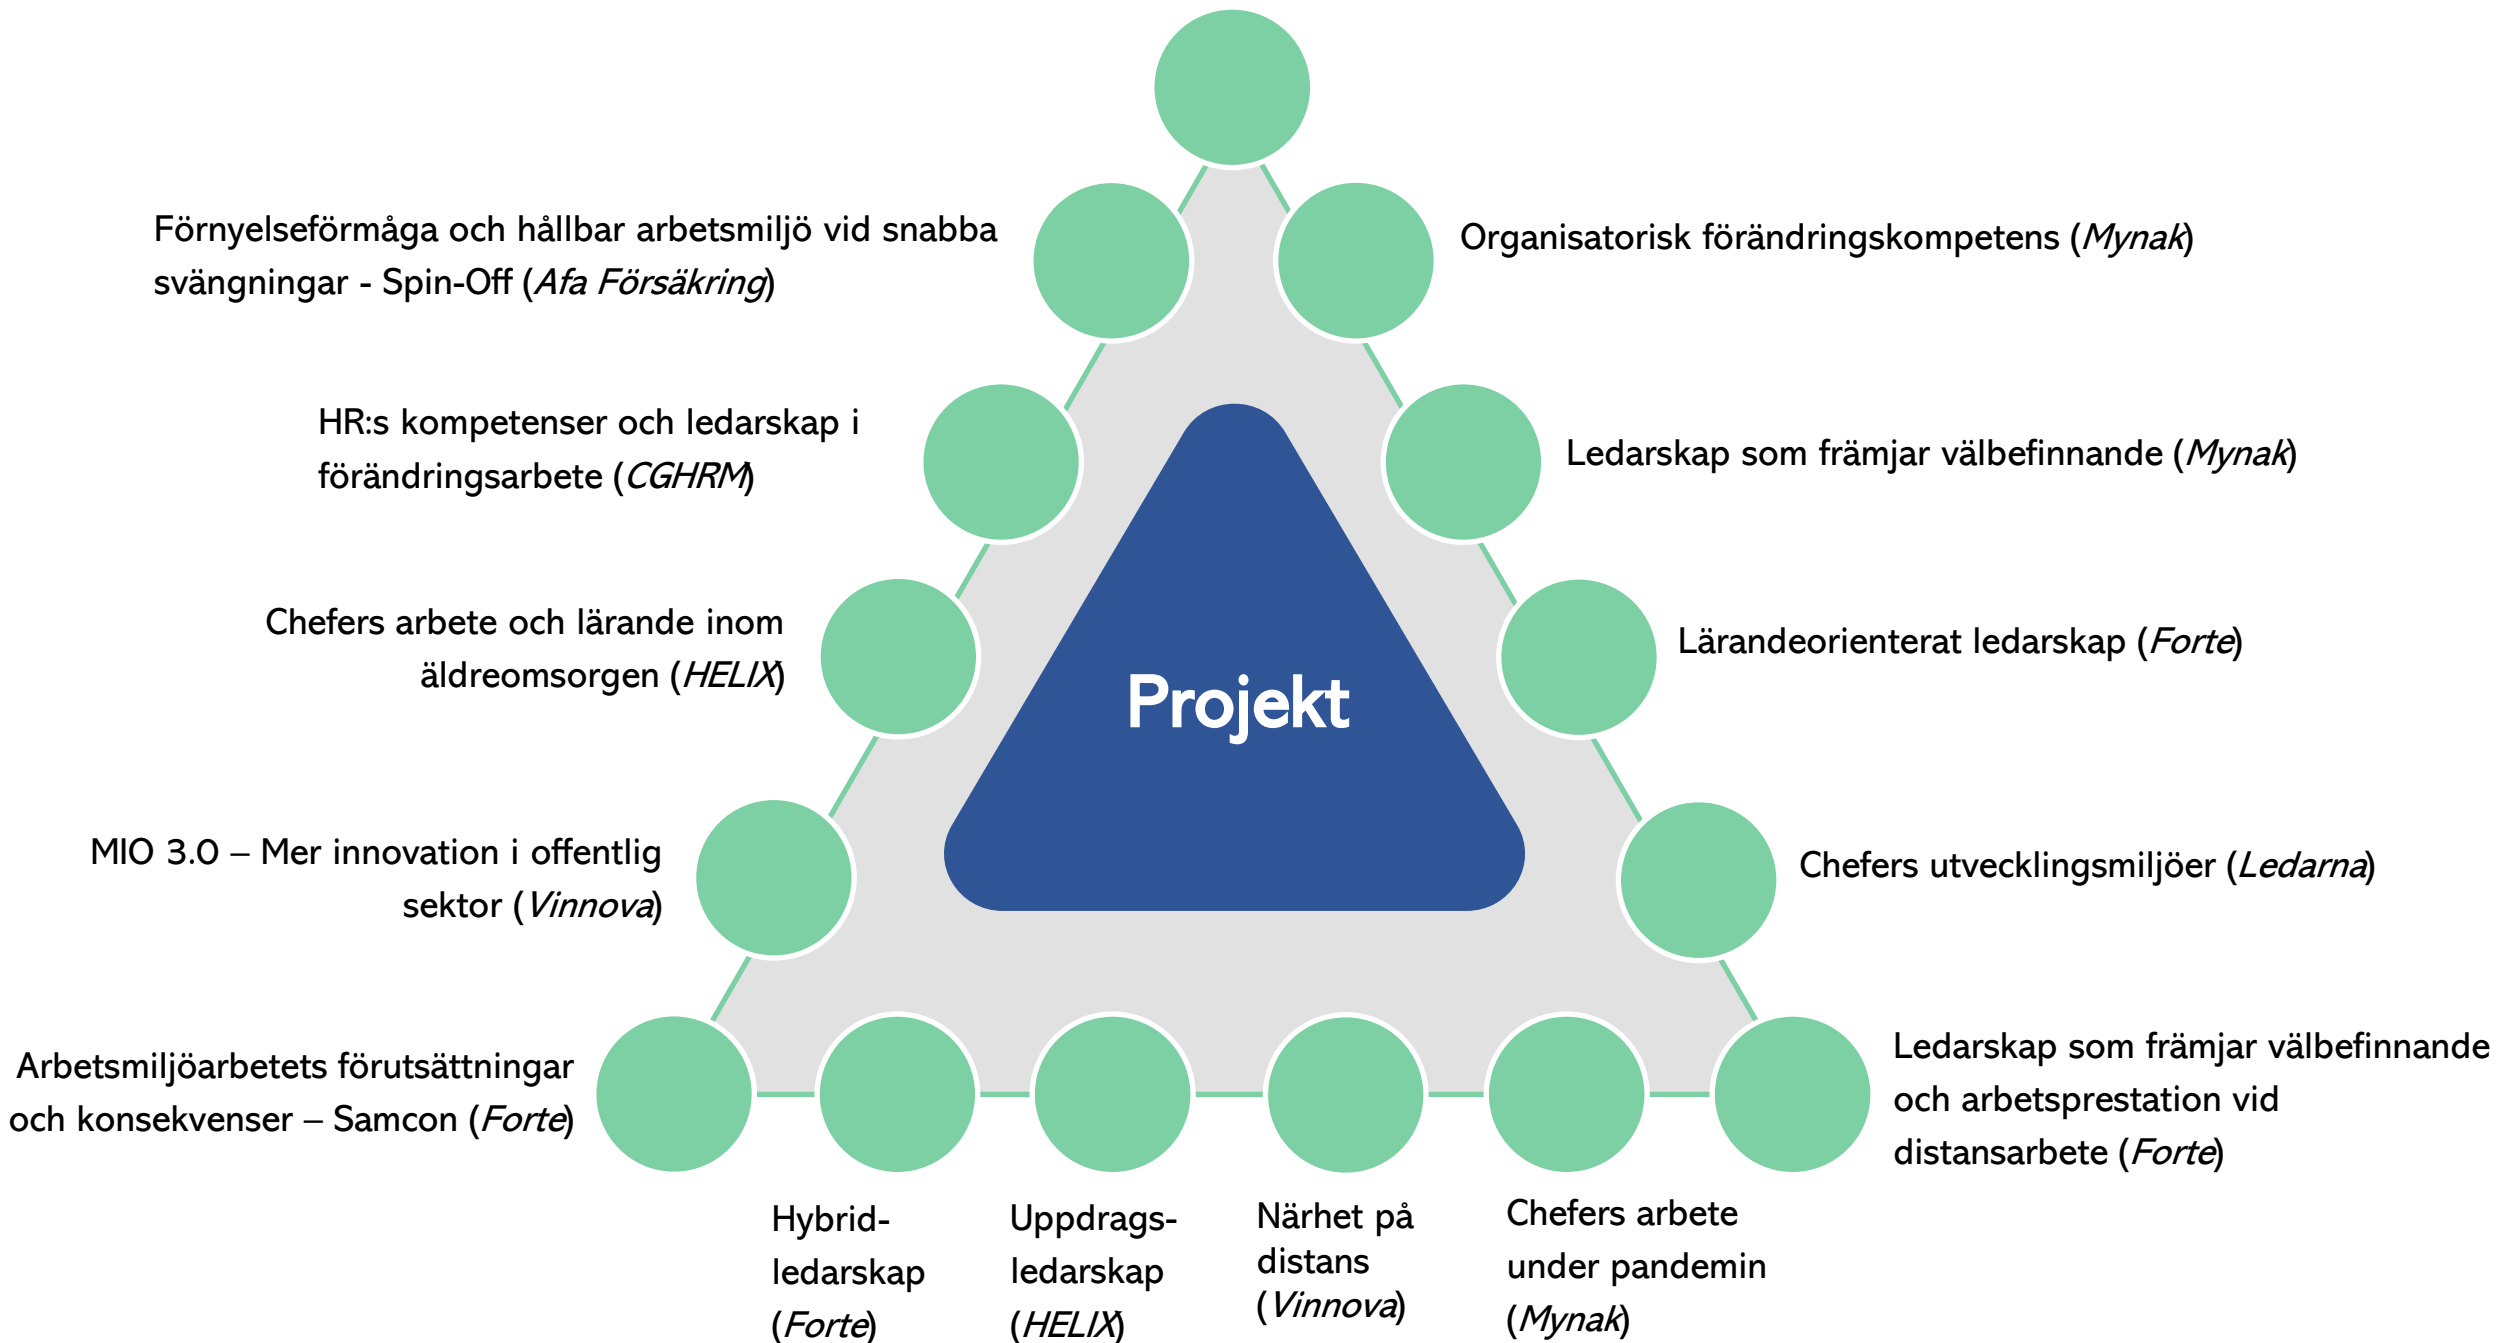 Förnyelseförmåga och hållbar arbetsmiljö vid snabba
svängningar - Spin-Off (Afa Försäkring)
Organisatorisk förändringskompetens (Mynak)
HR:s kompetenser och ledarskap i
förändringsarbete (CGHRM)
Ledarskap som främjar välbefinnande (Mynak)
Chefers arbete och lärande inom
äldreomsorgen (HELIX)
Lärandeorienterat ledarskap (Forte)
Projekt
MIO 3.0 – Mer innovation i offentlig
sektor (Vinnova)
Chefers utvecklingsmiljöer (Ledarna)
Arbetsmiljöarbetets förutsättningar
och konsekvenser – Samcon (Forte)
Ledarskap som främjar välbefinnande
och arbetsprestation vid
distansarbete (Forte)
Hybrid-
ledarskap
(Forte)
Uppdrags-
ledarskap
(HELIX)
Närhet på
distans
(Vinnova)
Chefers arbete
under pandemin
(Mynak)